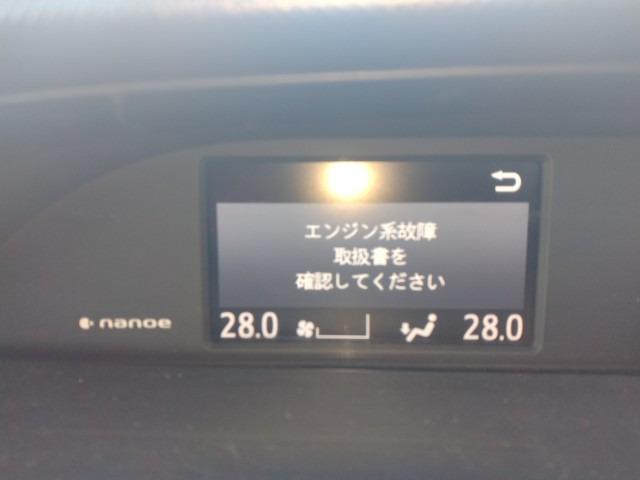 エンジン系故障
取扱書を
確認してください
nanoe
28.0 28.0